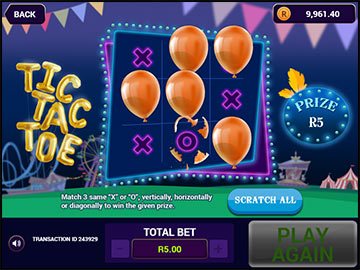 BACK
R 9,961.40
TIC
TAC
TOE
X
X
X
O
PRIZE
R5
Match 3 same "X" or "O", vertically, horizontally
or diagonally to win the given prize.
SCRATCH ALL
TRANSACTION ID 243929
TOTAL BET
- R5.00 +
PLAY
AGAIN